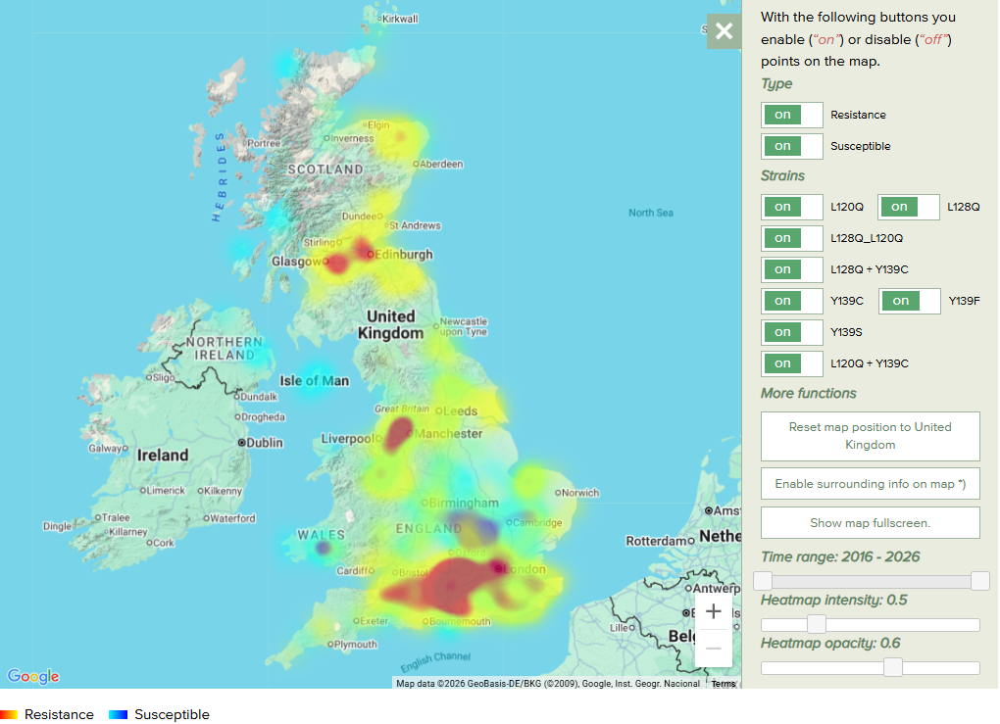 Kirkwall
S
Elgin
Inverness
Portree
SCOTLAND
Aberdeen
HEBRIDES
Dundee
St Andrews
Stirling
Glasgow
Edinburgh
North Sea
United
Kingdom
Newcastle
upon Tyne
NORTHERN
IRELAND
Sligo
Isle of Man
Dundalk
Drogheda
Great Britain
Leeds
Liverpool
Manchester
Galway
Dublin
Ireland
Limerick
Kilkenny
Norwich
Birmingham
Tralee
Waterford
Dingle
Killarney
Cork
WALES
ENGLAND
Cambridge
Oxford
Cardiff
Bristol
London
Exeter
Bournemouth
Plymouth
English Channel
Ams
Rotterdam
Nethe
Antwerp
B
Lille
Belg
Google
Map data ©2026 GeoBasis-DE/BKG (©2009), Google, Inst. Geogr. Nacional
Terms
With the following buttons you
enable ("on") or disable ("off")
points on the map.
Type
on Resistance
on Susceptible
Strains
on L120Q on L128Q
on L128Q_L120Q
on L128Q + Y139C
on Y139C on Y139F
on Y139S
on L120Q + Y139C
More functions
Reset map position to United
Kingdom
Enable surrounding info on map *)
Show map fullscreen.
Time range: 2016 - 2026
Heatmap intensity: 0.5
Heatmap opacity: 0.6
Resistance Susceptible